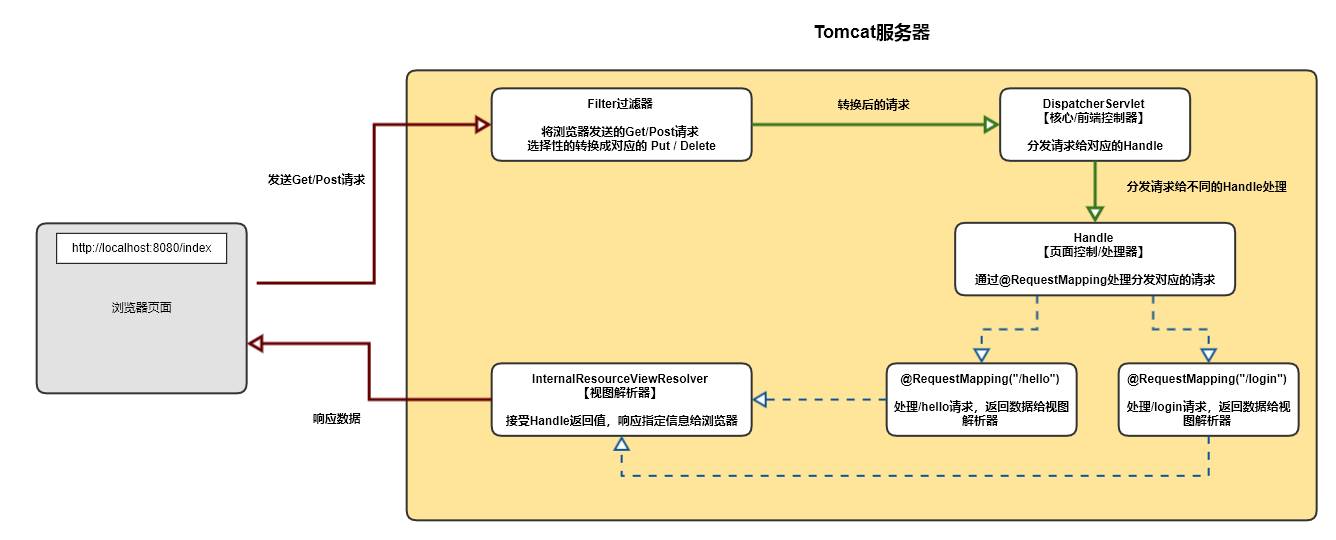 Tomcat服务器
Filter过滤器
将浏览器发送的Get/Post请求
选择性的转换成对应的 Put / Delete
转换后的请求
DispatcherServlet
【核心/前端控制器】
分发请求给对应的Handle
发送Get/Post请求
分发请求给不同的Handle处理
http://localhost:8080/index
浏览器页面
Handle
【页面控制/处理器】
通过@RequestMapping处理分发对应的请求
InternalResourceViewResolver
【视图解析器】
接受Handle返回值，响应指定信息给浏览器
@RequestMapping("/hello")
处理/hello请求，返回数据给视图
解析器
@RequestMapping("/login")
处理/login请求，返回数据给视
图解析器
响应数据